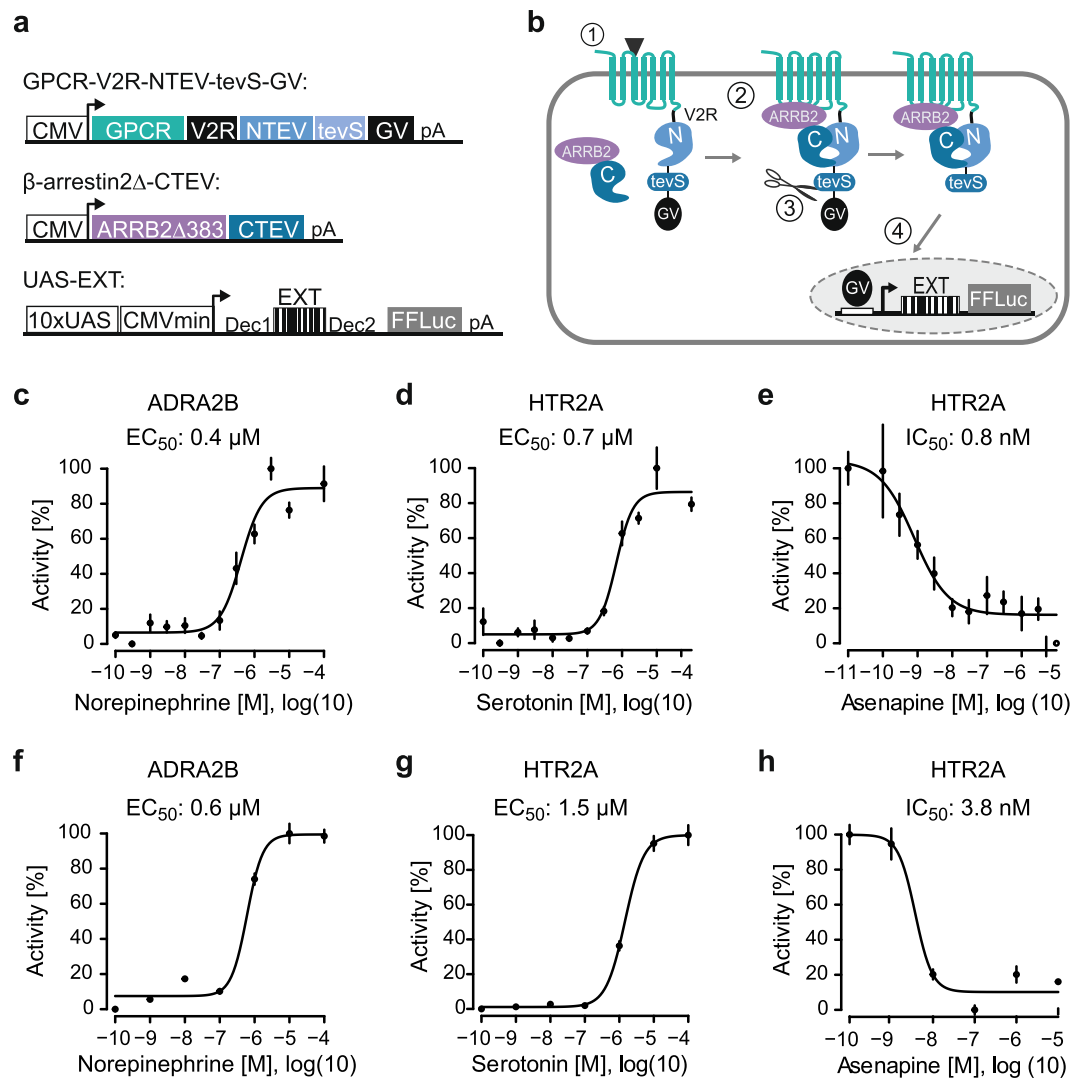 a
GPCR-V2R-NTEV-tevS-GV:
CMV GPCR V2R NTEV tevS GV pA
β-arrestin2Δ-CTEV:
CMV ARRB2Δ383 CTEV pA
UAS-EXT:
EXT
10xUAS CMVmin Dec1 Dec2 FFLuc pA
b
1
2
V2R
ARRB2 ARRB2 ARRB2
N C N C N
C
tevS tevS tevS
3
GV GV
4
GV EXT FFLuc
c
ADRA2B
EC50: 0.4 µM
Activity [%]
100
80
60
40
20
0
−10 −9 −8 −7 −6 −5 −4
Norepinephrine [M], log(10)
d
HTR2A
EC50: 0.7 µM
Activity [%]
100
80
60
40
20
0
−10 −9 −8 −7 −6 −5 −4
Serotonin [M], log(10)
e
HTR2A
IC50: 0.8 nM
Activity [%]
100
80
60
40
20
0
−11 −10 −9 −8 −7 −6 −5
Asenapine [M], log (10)
f
ADRA2B
EC50: 0.6 µM
Activity [%]
100
80
60
40
20
0
−10 −9 −8 −7 −6 −5 −4
Norepinephrine [M], log(10)
g
HTR2A
EC50: 1.5 µM
Activity [%]
100
80
60
40
20
0
−10 −9 −8 −7 −6 −5 −4
Serotonin [M], log(10)
h
HTR2A
IC50: 3.8 nM
Activity [%]
100
80
60
40
20
0
−10 −9 −8 −7 −6 −5
Asenapine [M], log (10)